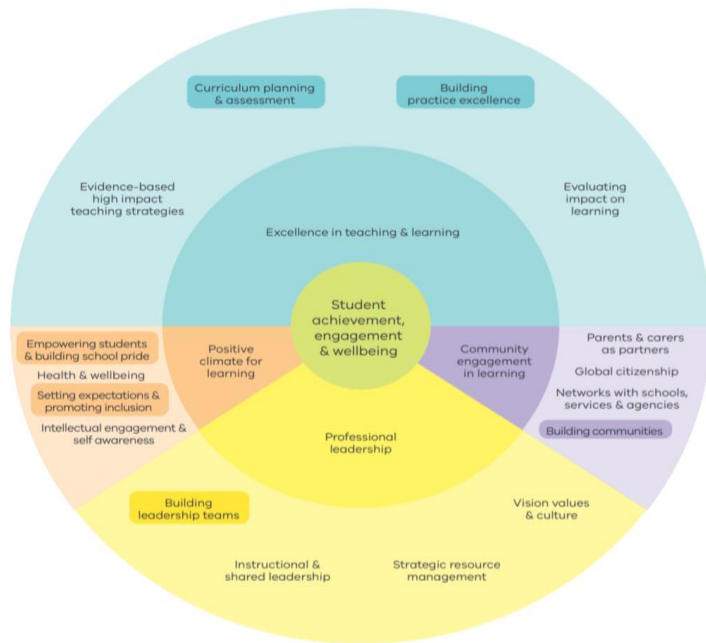 Curriculum planning
& assessment
Building
practice excellence
Evidence-based
high impact
teaching strategies
Evaluating
impact on
learning
Excellence in teaching & learning
Student
achievement,
engagement
& wellbeing
Empowering students
& building school pride
Health & wellbeing
Setting expectations &
promoting inclusion
Intellectual engagement &
self awareness
Positive
climate for
learning
Community
engagement
in learning
Parents & carers
as partners
Global citizenship
Networks with schools,
services & agencies
Building communities
Professional
leadership
Building
leadership teams
Vision values
& culture
Instructional &
shared leadership
Strategic resource
management